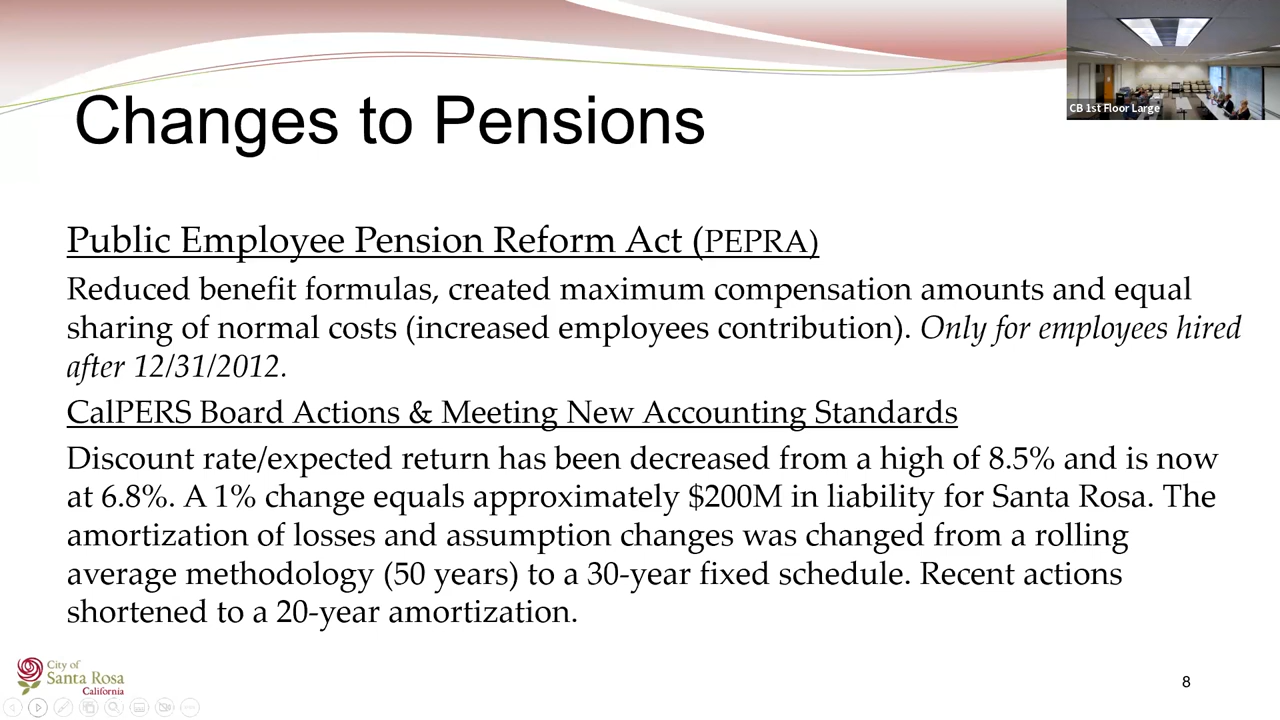 CB 1st Floor Large
Changes to Pensions
Public Employee Pension Reform Act (PEPRA)
Reduced benefit formulas, created maximum compensation amounts and equal
sharing of normal costs (increased employees contribution). Only for employees hired
after 12/31/2012.
CalPERS Board Actions & Meeting New Accounting Standards
Discount rate/expected return has been decreased from a high of 8.5% and is now
at 6.8%. A 1% change equals approximately $200M in liability for Santa Rosa. The
amortization of losses and assumption changes was changed from a rolling
average methodology (50 years) to a 30-year fixed schedule. Recent actions
shortened to a 20-year amortization.
City of
Santa Rosa
California
8